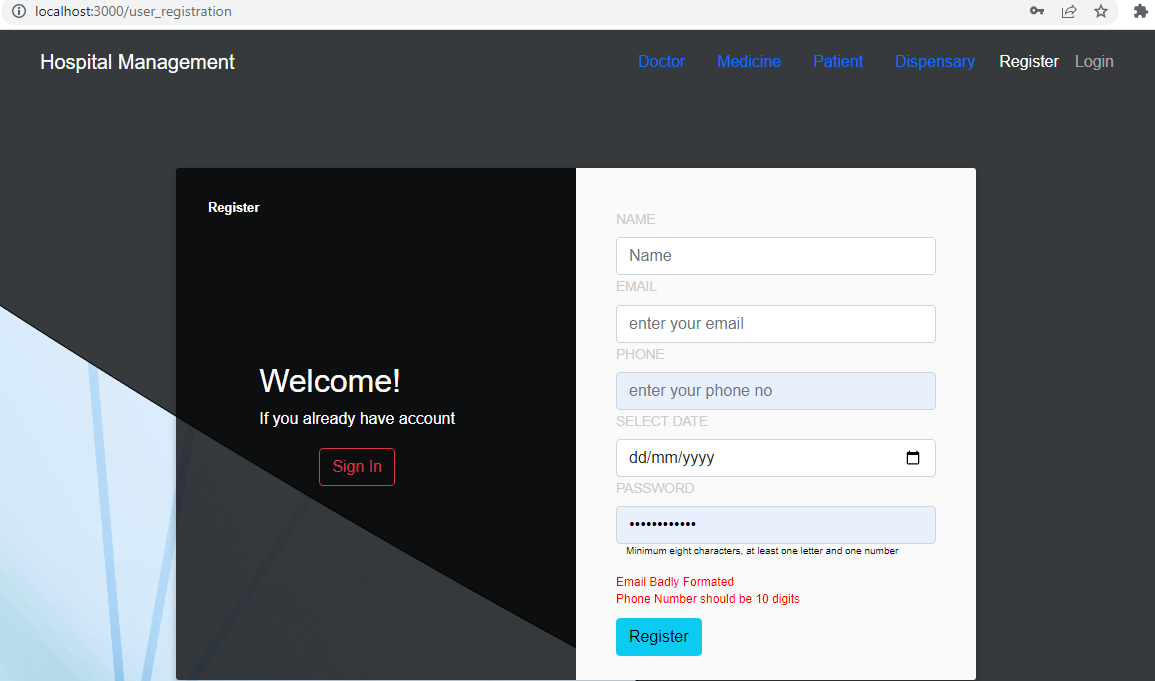 localhost:3000/user_registration
Hospital Management Doctor Medicine Patient Dispensary Register Login
Register
Welcome!
If you already have account
Sign In
NAME
Name
EMAIL
enter your email
PHONE
enter your phone no
SELECT DATE
dd/mm/yyyy
PASSWORD
••••••••••••
Minimum eight characters, at least one letter and one number
Email Badly Formated
Phone Number should be 10 digits
Register